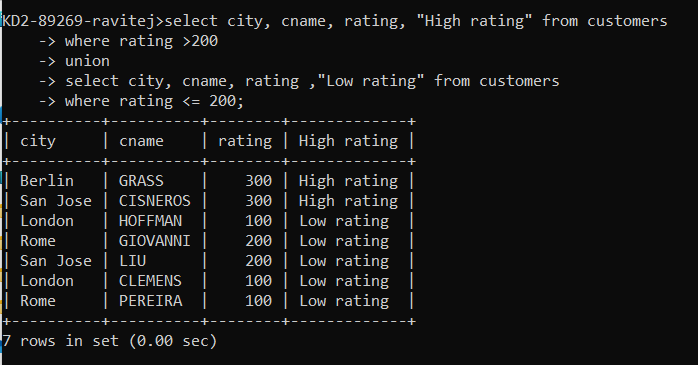 KD2-89269-ravitej>select city, cname, rating, "High rating" from customers
    -> where rating >200
    -> union
    -> select city, cname, rating ,"Low rating" from customers
    -> where rating <= 200;
+----------+----------+--------+-------------+
| city     | cname    | rating | High rating |
+----------+----------+--------+-------------+
| Berlin   | GRASS    |    300 | High rating |
| San Jose | CISNEROS |    300 | High rating |
| London   | HOFFMAN  |    100 | Low rating  |
| Rome     | GIOVANNI |    200 | Low rating  |
| San Jose | LIU      |    200 | Low rating  |
| London   | CLEMENS  |    100 | Low rating  |
| Rome     | PEREIRA  |    100 | Low rating  |
+----------+----------+--------+-------------+
7 rows in set (0.00 sec)